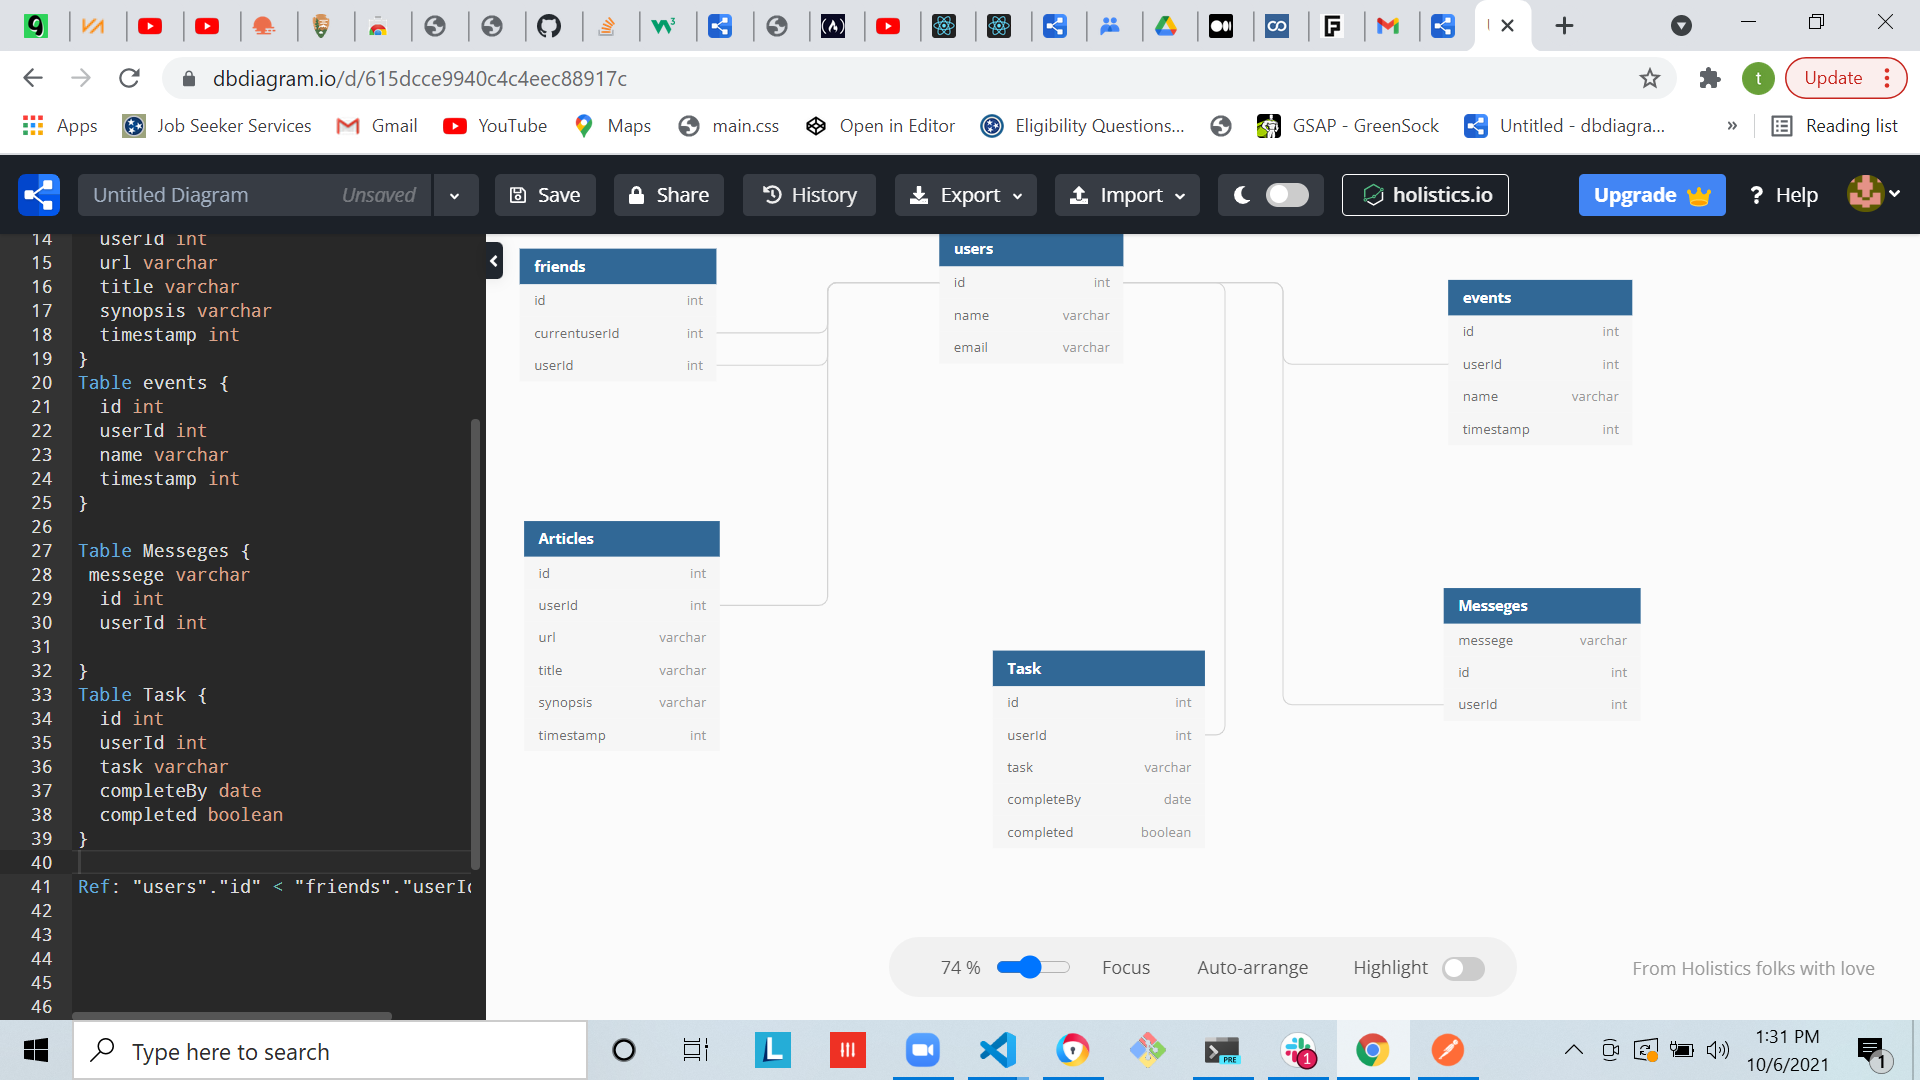 dbdiagram.io/d/615dcce9940c4c4eec88917c
Update
Apps
Job Seeker Services
Gmail
YouTube
Maps
main.css
Open in Editor
Eligibility Questions...
GSAP - GreenSock
Untitled - dbdiagra...
»
Reading list
Untitled Diagram
Unsaved
Save
Share
History
Export
Import
holistics.io
Upgrade
? Help
14 userId int
15 url varchar
16 title varchar
17 synopsis varchar
18 timestamp int
19 }
20 Table events {
21 id int
22 userId int
23 name varchar
24 timestamp int
25 }
26
27 Table Messeges {
28 messege varchar
29 id int
30 userId int
31
32 }
33 Table Task {
34 id int
35 userId int
36 task varchar
37 completeBy date
38 completed boolean
39 }
40
41 Ref: "users"."id" < "friends"."userId
42
43
44
45
46
friends
id int
currentuserId int
userId int
users
id int
name varchar
email varchar
events
id int
userId int
name varchar
timestamp int
Articles
id int
userId int
url varchar
title varchar
synopsis varchar
timestamp int
Task
id int
userId int
task varchar
completeBy date
completed boolean
Messeges
messege varchar
id int
userId int
74 %
Focus
Auto-arrange
Highlight
From Holistics folks with love
Type here to search
L
PRE
1
1:31 PM
10/6/2021
1